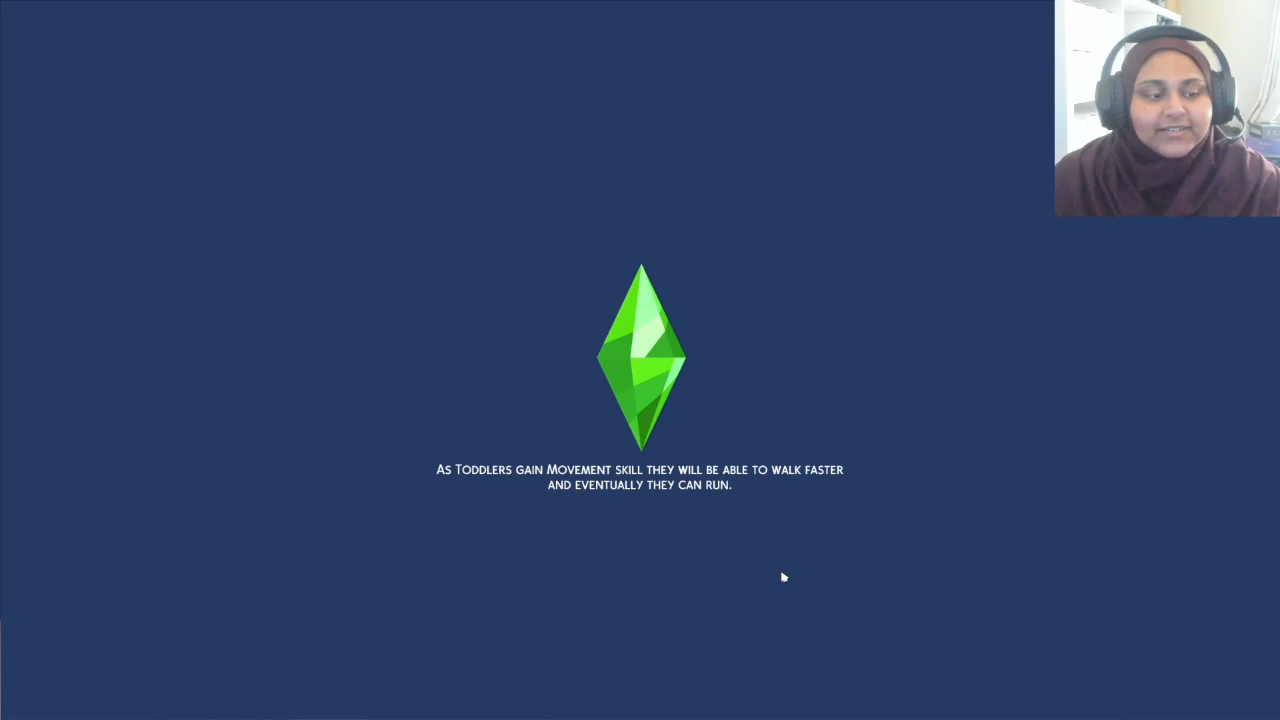 As Toddlers gain Movement skill they will be able to walk faster
and eventually they can run.